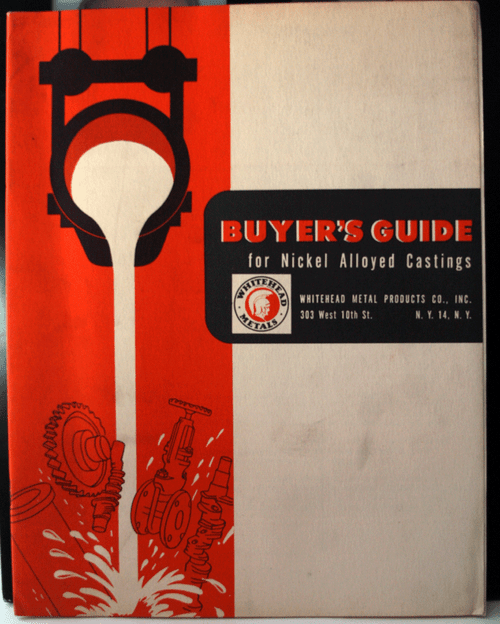 BUYER'S GUIDE
for Nickel Alloyed Castings
WHITEHEAD
METALS
WHITEHEAD METAL PRODUCTS CO., INC.
303 West 10th St. N. Y. 14, N. Y.